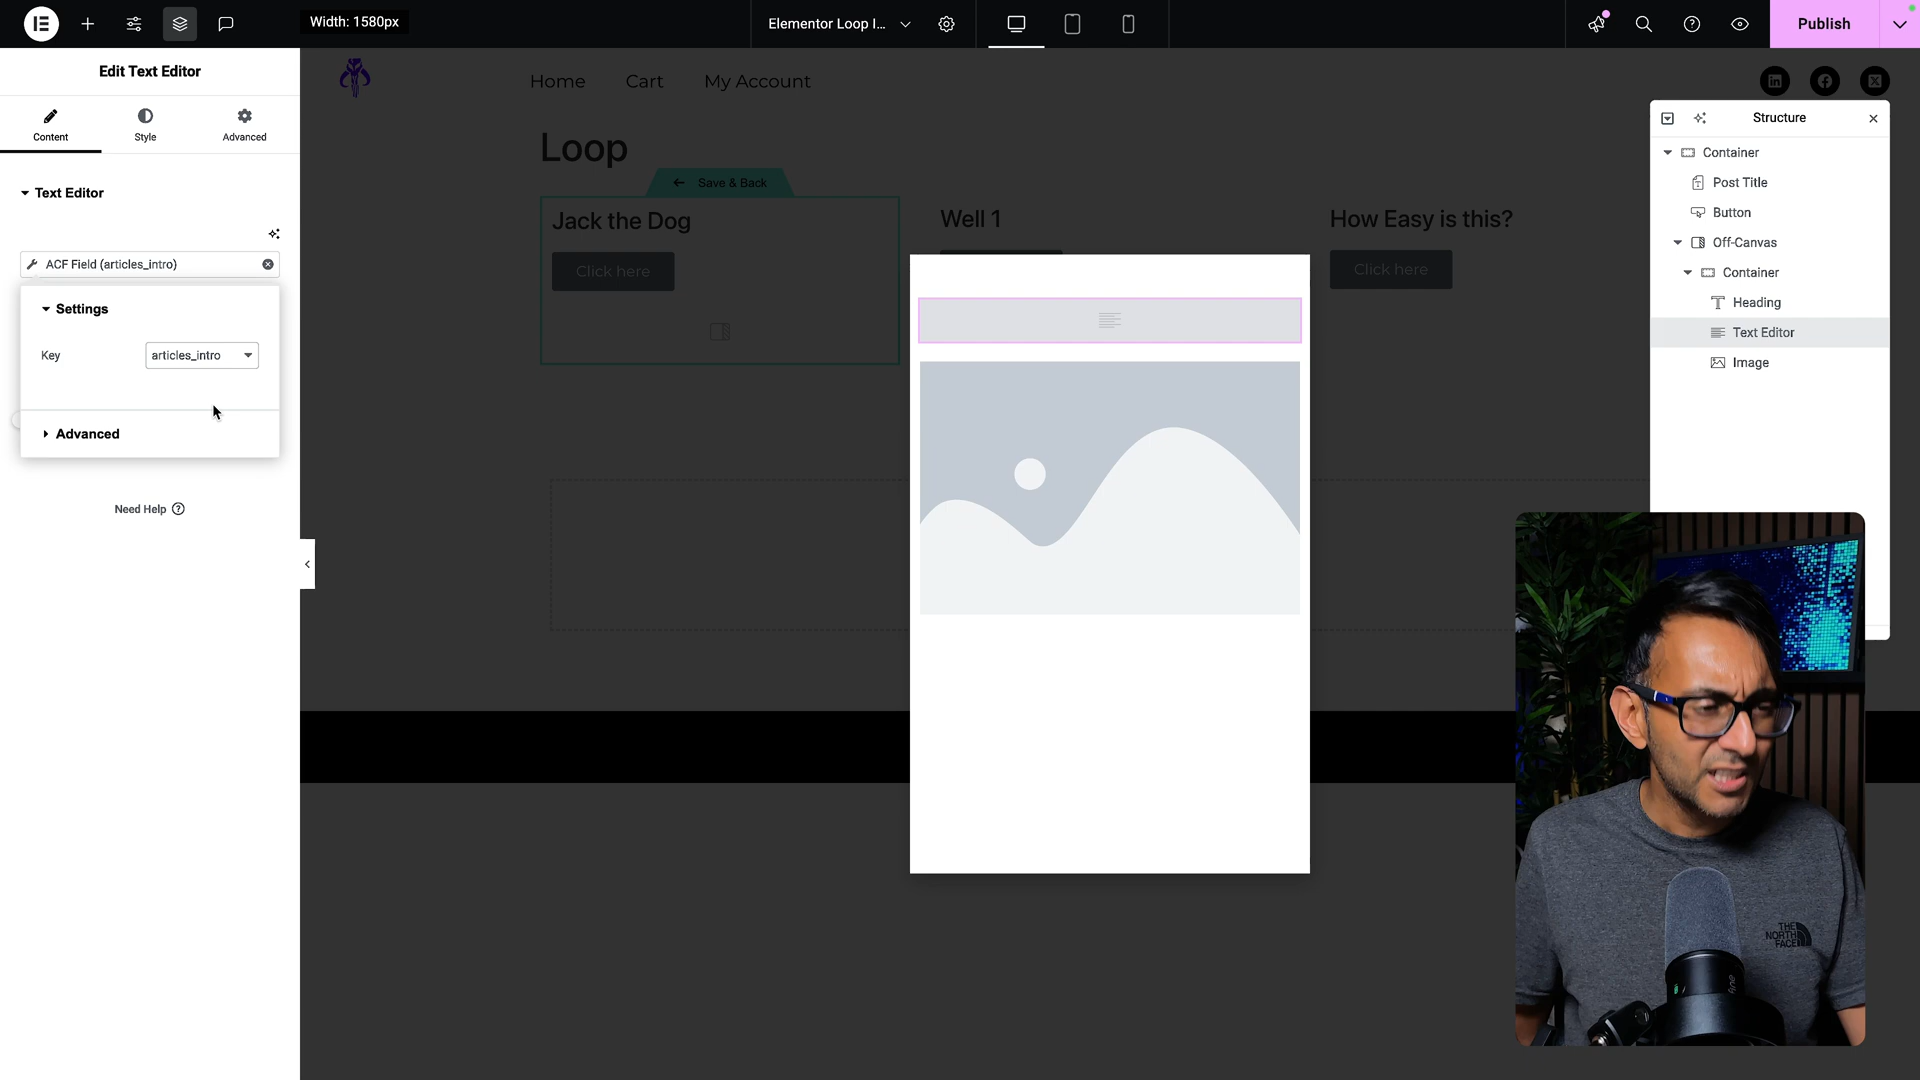 Width: 1580px
Elementor Loop I...
Publish
Edit Text Editor
Content
Style
Advanced
Text Editor
ACF Field (articles_intro)
Settings
Key
articles_intro
Advanced
Need Help
Home
Cart
My Account
Loop
Save & Back
Jack the Dog
Click here
Well 1
How Easy is this?
Click here
Structure
Container
Post Title
Button
Off-Canvas
Container
Heading
Text Editor
Image
THE
NORTH
FACE